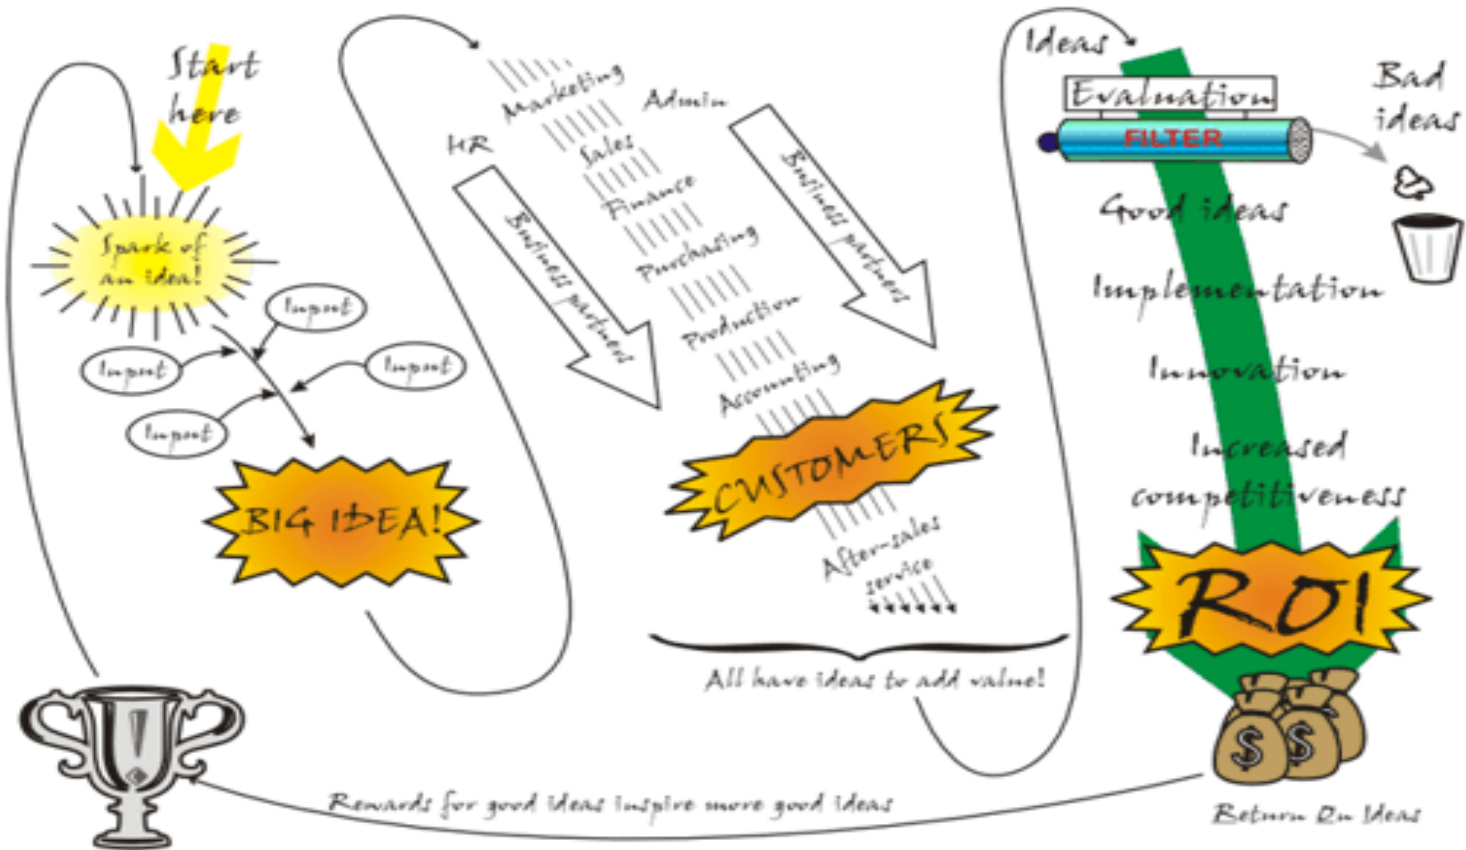 Start
here
Spark of
an idea!
Input
Input
Input
Input
BIG IDEA!
HR
Admin
Marketing
Sales
Finance
Purchasing
Production
Accounting
Business partners
Business partners
CUSTOMERS
After-sales
service
All have ideas to add value!
Ideas
Evaluation
FILTER
Bad
ideas
Good ideas
Implementation
Innovation
Increased
competitiveness
ROI
$ $
Return On Ideas
Rewards for good ideas inspire more good ideas